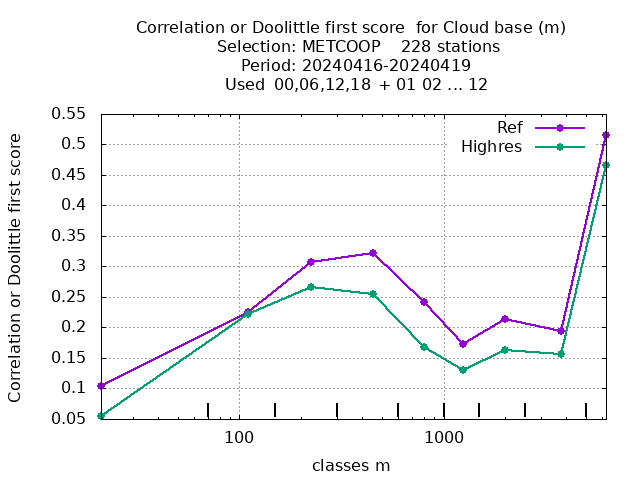 Correlation or Doolittle first score  for Cloud base (m)
Selection: METCOOP    228 stations
Period: 20240416-20240419
Used  00,06,12,18 + 01 02 ... 12
Ref
Highres
Correlation or Doolittle first score
0.55
0.5
0.45
0.4
0.35
0.3
0.25
0.2
0.15
0.1
0.05
100
1000
classes m